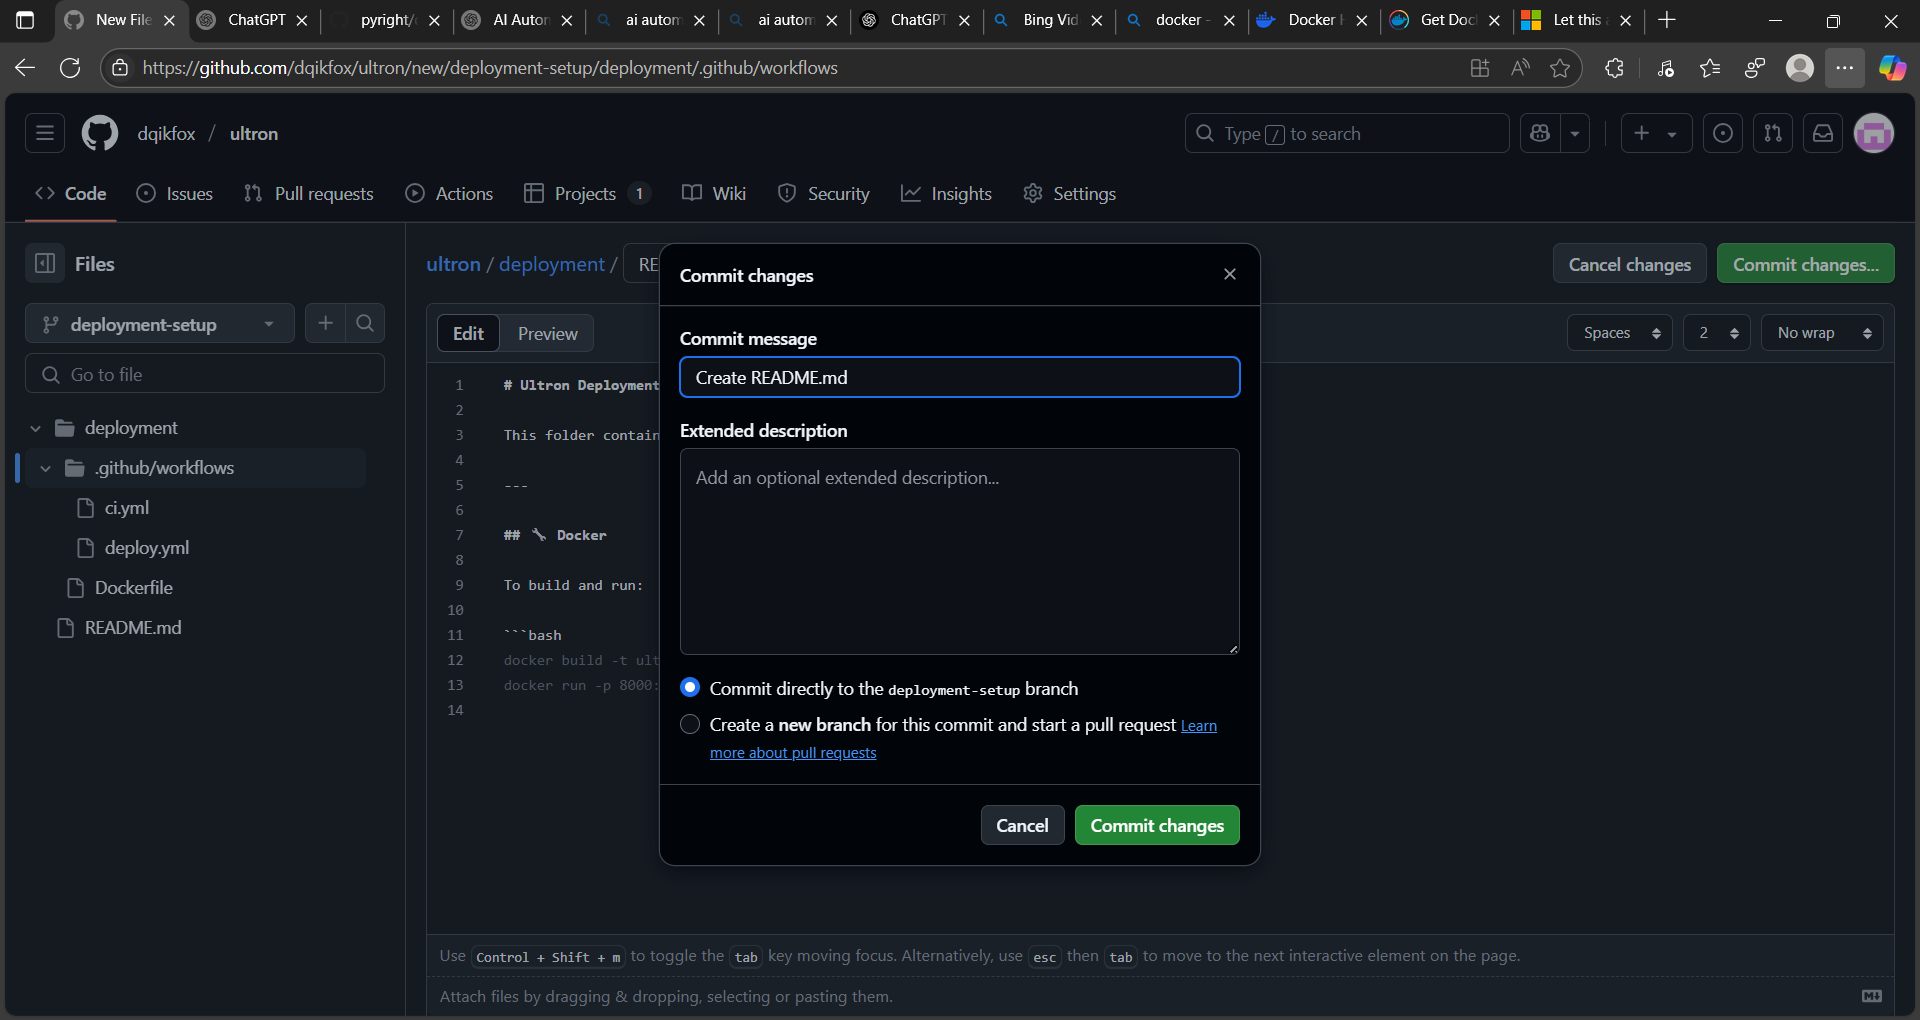 New File
ChatGPT
pyright/
AI Auton
ai autom
ai autom
ChatGPT
Bing Vid
docker -
Docker
Get Doc
Let this
https://github.com/dqikfox/ultron/new/deployment-setup/deployment/.github/workflows
dqikfox / ultron
Type / to search
Code
Issues
Pull requests
Actions
Projects 1
Wiki
Security
Insights
Settings
Files
deployment-setup
Go to file
deployment
.github/workflows
ci.yml
deploy.yml
Dockerfile
README.md
ultron / deployment / RE
Cancel changes
Commit changes...
Edit
Preview
Spaces
2
No wrap
1 # Ultron Deployment
2
3 This folder contain
4
5 ---
6
7 ## 🔧 Docker
8
9 To build and run:
10
11 ```bash
12 docker build -t ult
13 docker run -p 8000:
14
Commit changes
Commit message
Create README.md
Extended description
Add an optional extended description...
Commit directly to the deployment-setup branch
Create a new branch for this commit and start a pull request Learn
more about pull requests
Cancel
Commit changes
Use Control + Shift + m to toggle the tab key moving focus. Alternatively, use esc then tab to move to the next interactive element on the page.
Attach files by dragging & dropping, selecting or pasting them.